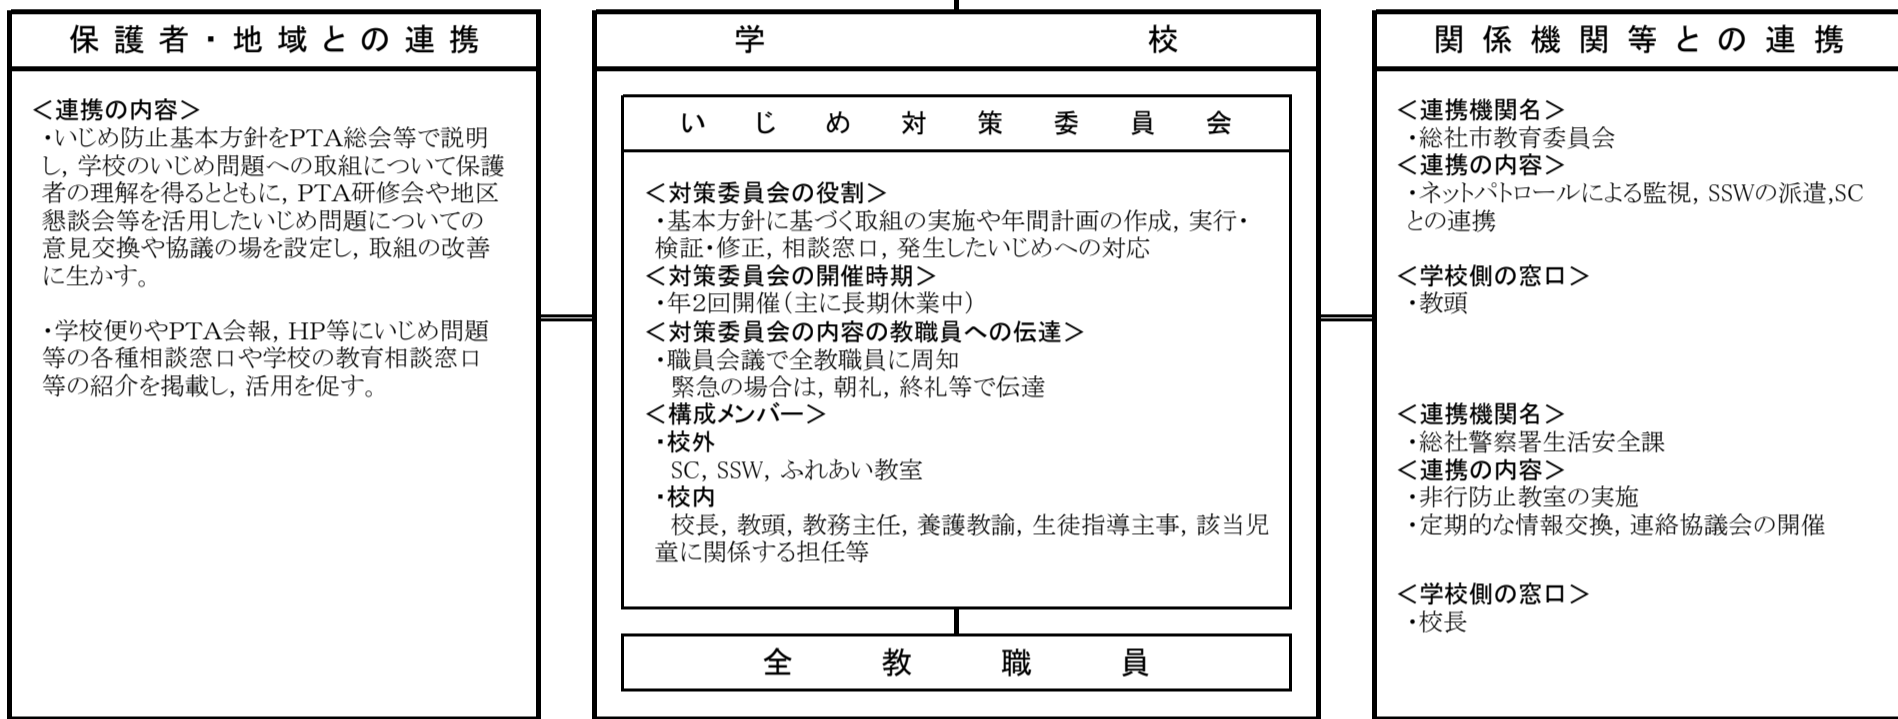 保護者・地域との連携
＜連携の内容＞
・いじめ防止基本方針をPTA総会等で説明
し，学校のいじめ問題への取組について保護
者の理解を得るとともに，PTA研修会や地区
懇談会等を活用したいじめ問題についての
意見交換や協議の場を設定し，取組の改善
に生かす。
・学校便りやPTA会報，HP等にいじめ問題
等の各種相談窓口や学校の教育相談窓口
等の紹介を掲載し，活用を促す。
学校
いじめ対策委員会
＜対策委員会の役割＞
・基本方針に基づく取組の実施や年間計画の作成，実行・
検証・修正，相談窓口，発生したいじめへの対応
＜対策委員会の開催時期＞
・年2回開催（主に長期休業中）
＜対策委員会の内容の教職員への伝達＞
・職員会議で全教職員に周知
緊急の場合は，朝礼，終礼等で伝達
＜構成メンバー＞
・校外
SC，SSW，ふれあい教室
・校内
校長，教頭，教務主任，養護教諭，生徒指導主事，該当児
童に関係する担任等
全教職員
関係機関等との連携
＜連携機関名＞
・総社市教育委員会
＜連携の内容＞
・ネットパトロールによる監視，SSWの派遣,SC
との連携
＜学校側の窓口＞
・教頭
＜連携機関名＞
・総社警察署生活安全課
＜連携の内容＞
・非行防止教室の実施
・定期的な情報交換，連絡協議会の開催
＜学校側の窓口＞
・校長